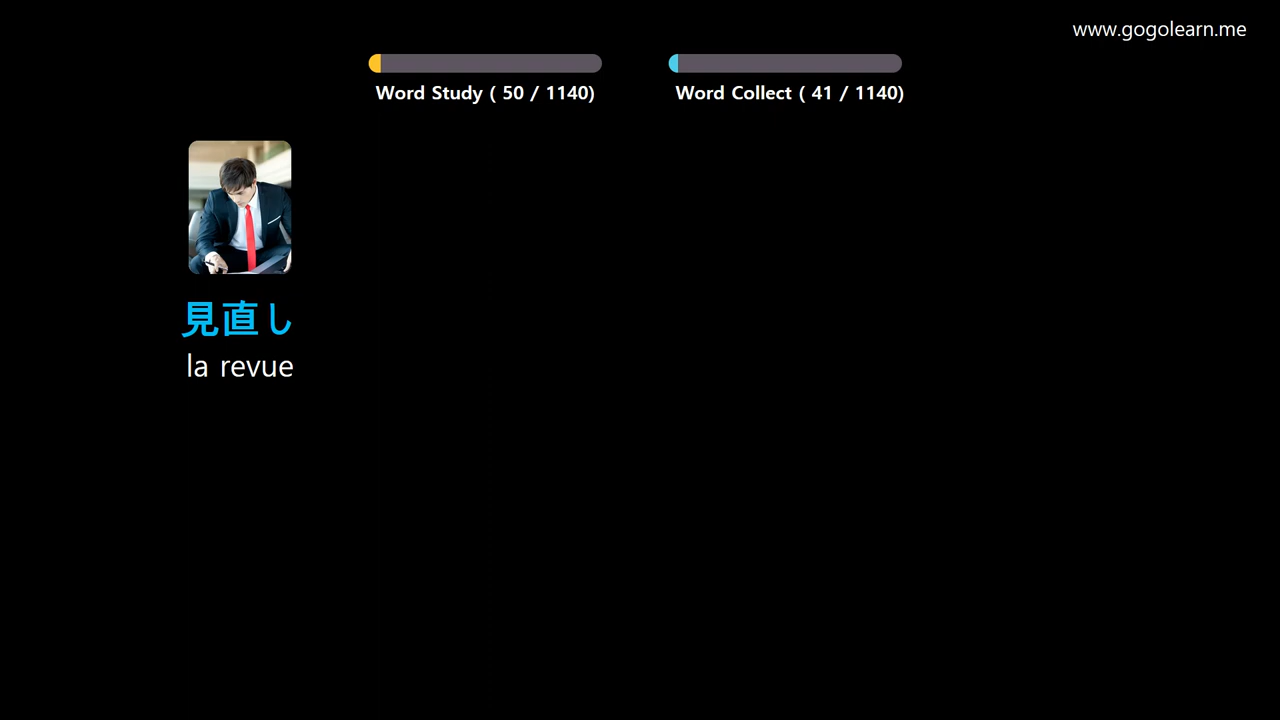 www.gogolearn.me
Word Study ( 50 / 1140)
Word Collect ( 41 / 1140)
見直し
la revue